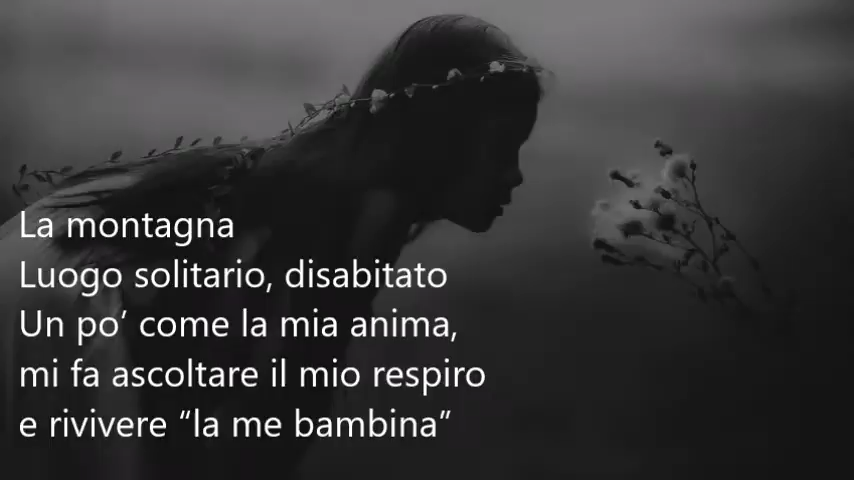 La montagna
Luogo solitario, disabitato
Un po’ come la mia anima,
mi fa ascoltare il mio respiro
e rivivere “la me bambina”